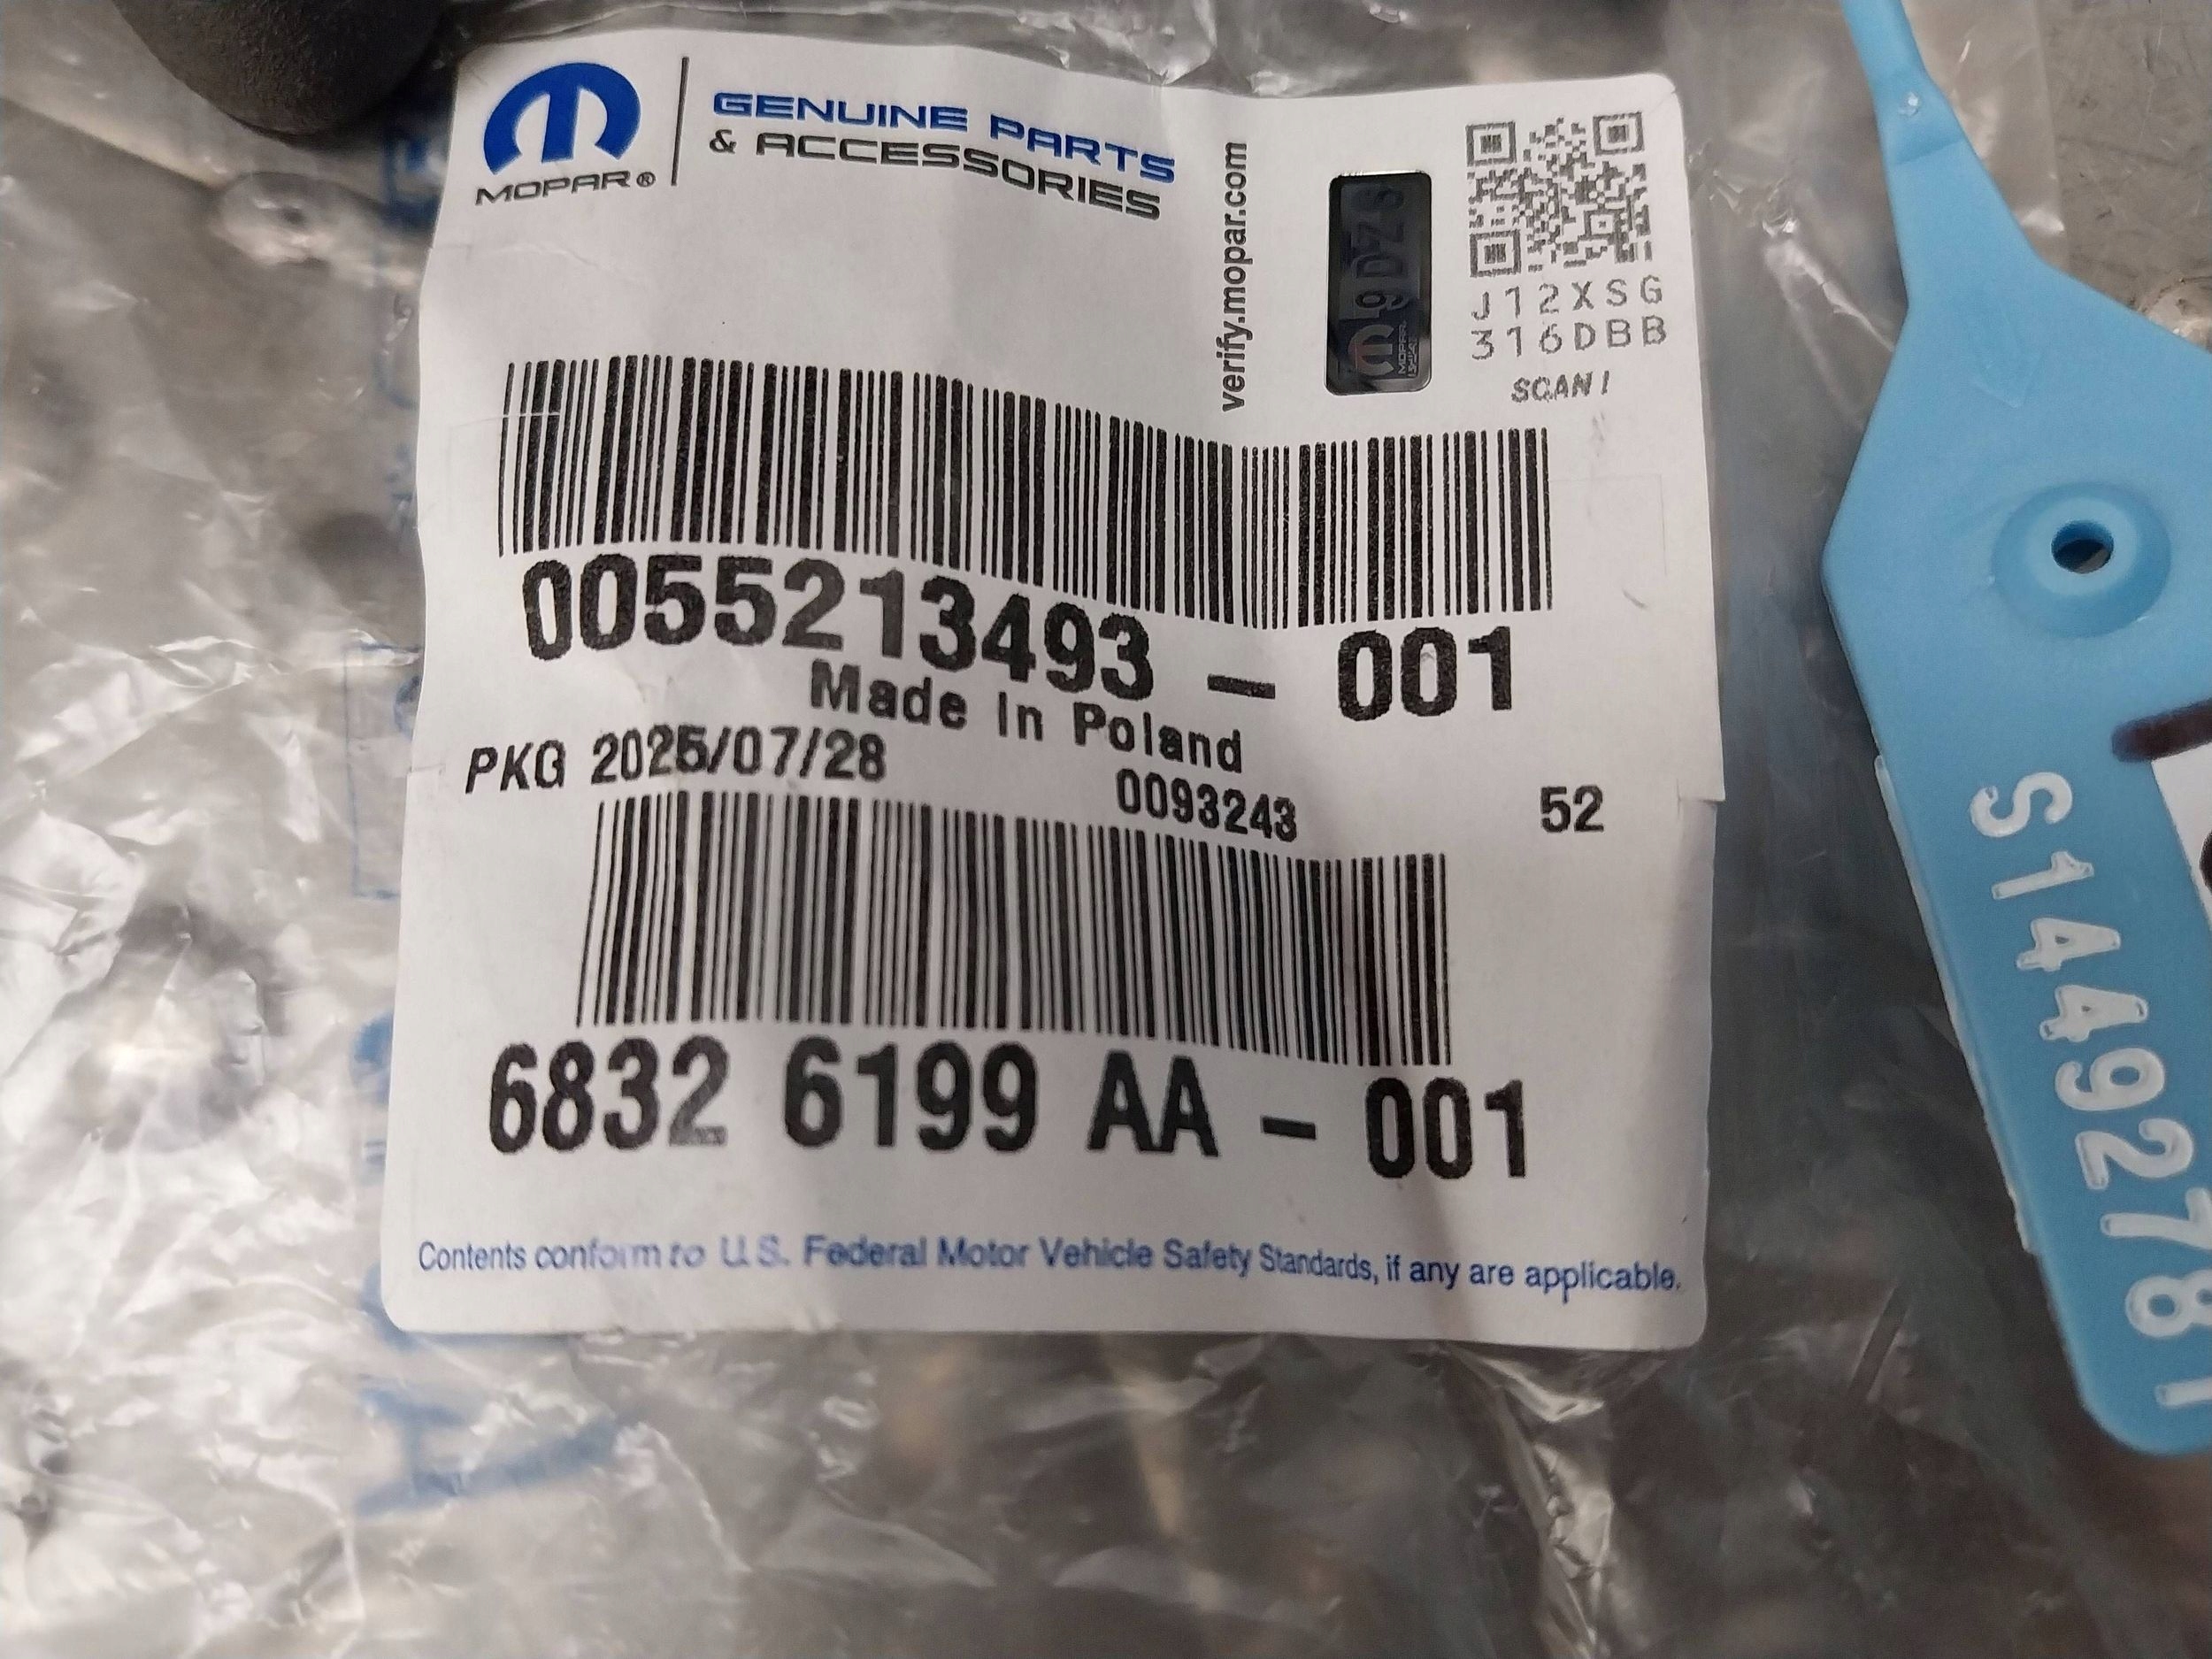 MOPAR®
GENUINE PARTS
& ACCESSORIES
verify.mopar.com
J12XSG
316DBB
SCAN!
0055213493 – 001
Made In Poland
PKG 2025/07/28
0093243
52
6832 6199 AA – 001
Contents conform to U.S. Federal Motor Vehicle Safety Standards, if any are applicable.
S14492781